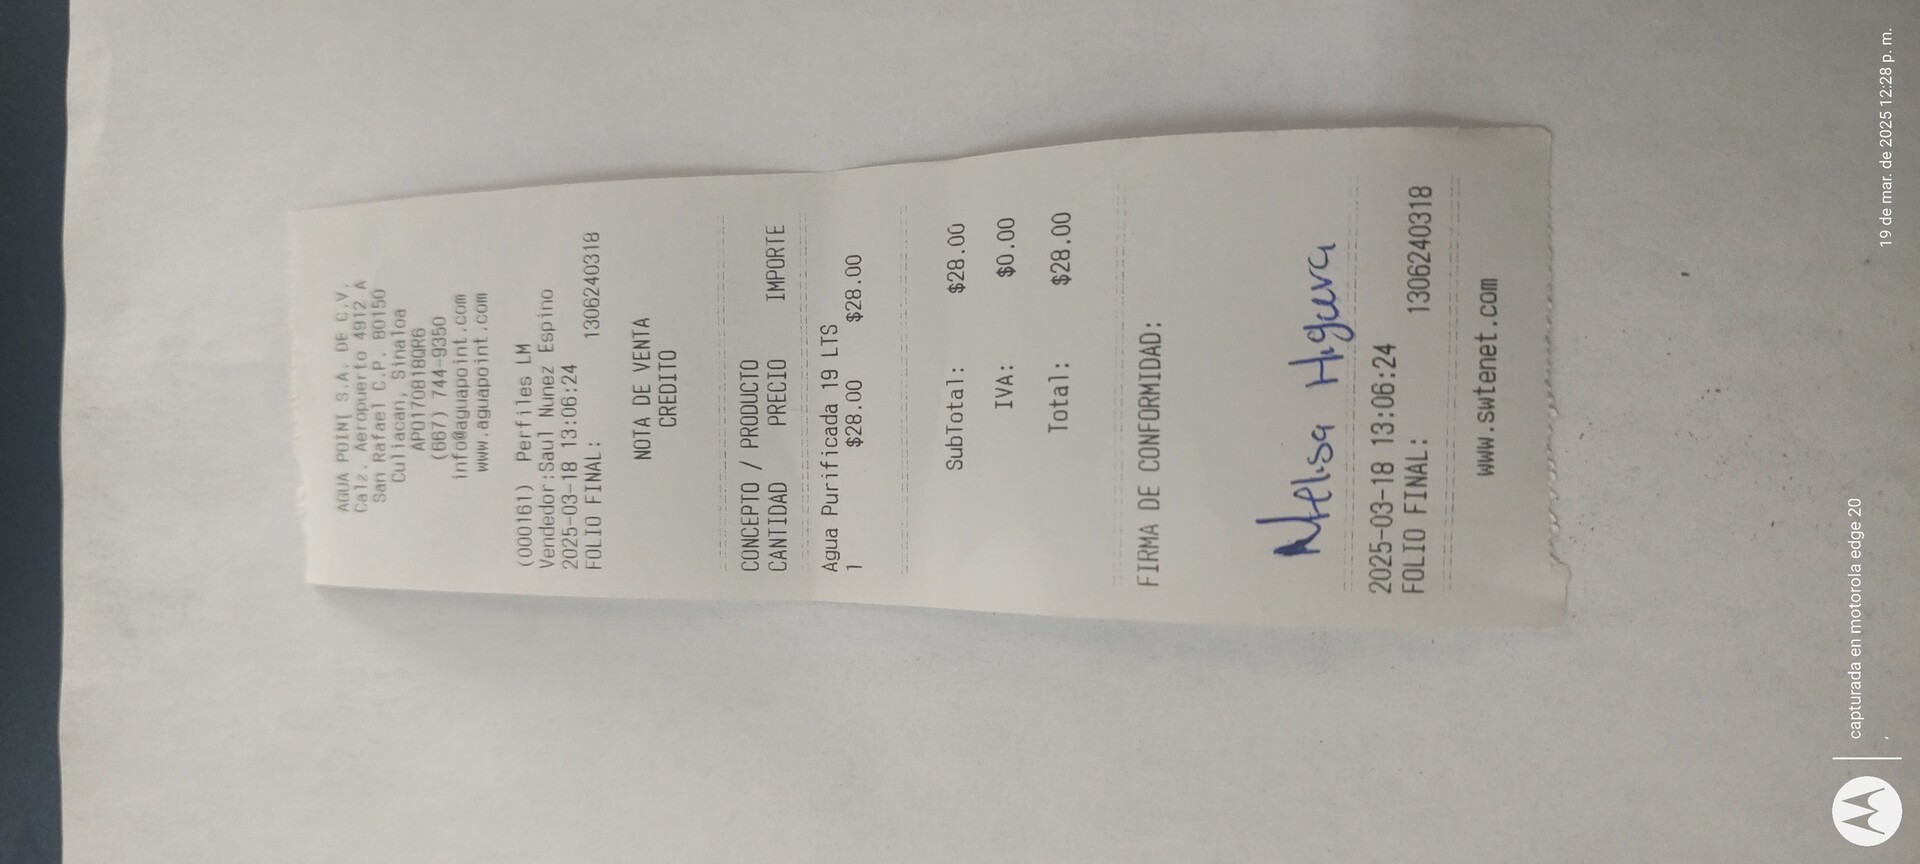 AGUA POINT S.A. DE C.V.
Calz. Aeropuerto 4912 A
San Rafael C.P. 80150
Culiacan, Sinaloa
APO170818QR6
(667) 744-9350
info@aguapoint.com
www.aguapoint.com
(000161) Perfiles LM
Vendedor:Saul Nunez Espino
2025-03-18 13:06:24
FOLIO FINAL: 1306240318
NOTA DE VENTA
CREDITO
CONCEPTO / PRODUCTO
CANTIDAD PRECIO IMPORTE
Agua Purificada 19 LTS
1 $28.00 $28.00
SubTotal: $28.00
IVA: $0.00
Total: $28.00
FIRMA DE CONFORMIDAD:
Higuera
2025-03-18 13:06:24
FOLIO FINAL: 1306240318
www.swtenet.com
capturada en motorola edge 20
19 de mar. de 2025 12:28 p. m.